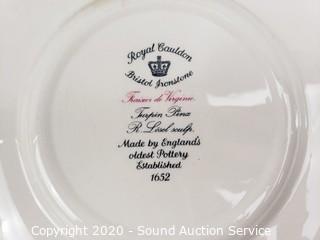 Royal Cauldon
Bristol Ironstone
Fraisier de Virginie.
Turpin Pinx
R. Lesel sculp.
Made by England's
oldest Pottery
Established
1652
Copyright 2020 - Sound Auction Service